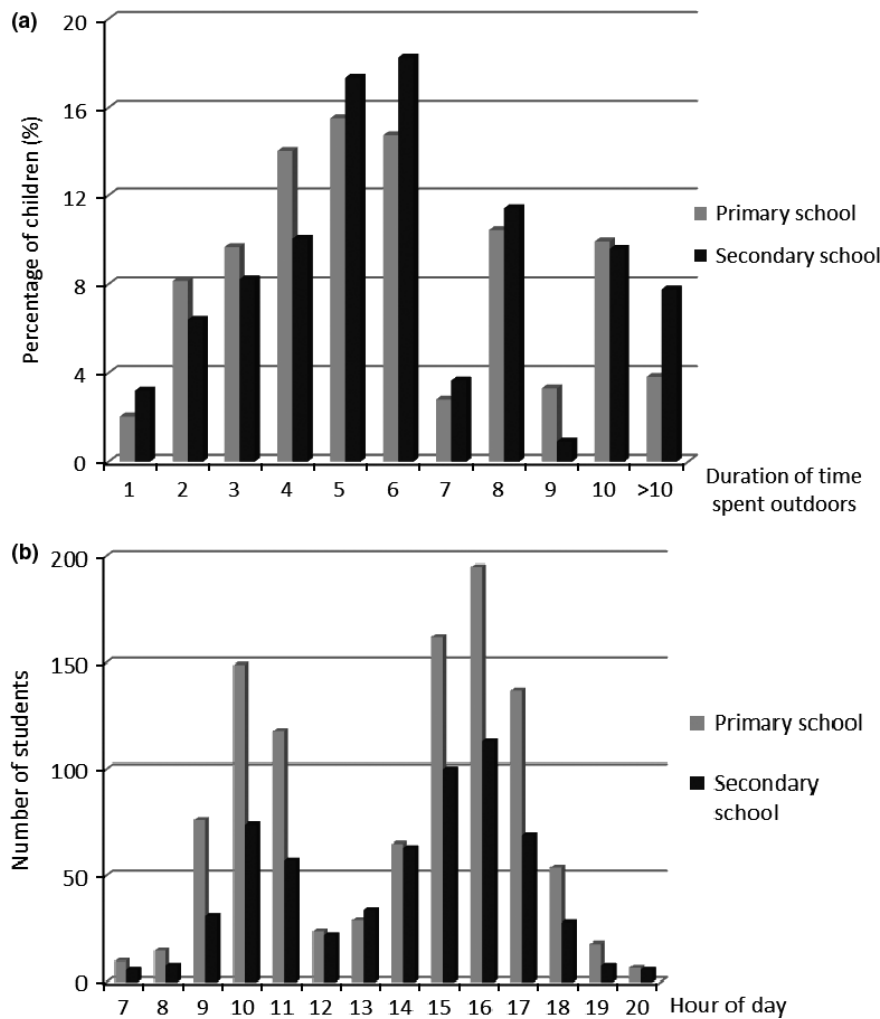 (a)
20
16
12
8
4
0
Percentage of children (%)
Primary school
Secondary school
1 2 3 4 5 6 7 8 9 10 >10
Duration of time
spent outdoors
(b)
200
150
100
50
0
Number of students
Primary school
Secondary
school
7 8 9 10 11 12 13 14 15 16 17 18 19 20
Hour of day